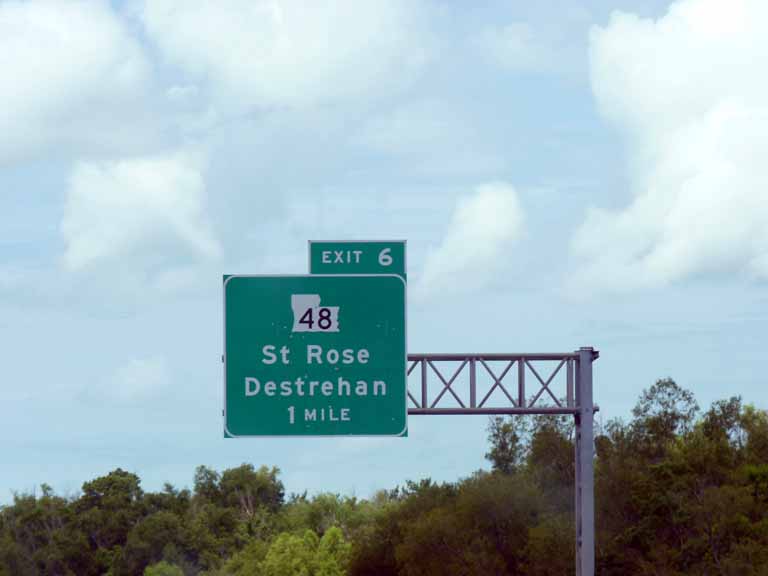 EXIT 6
48
St Rose
Destrehan
1 MILE